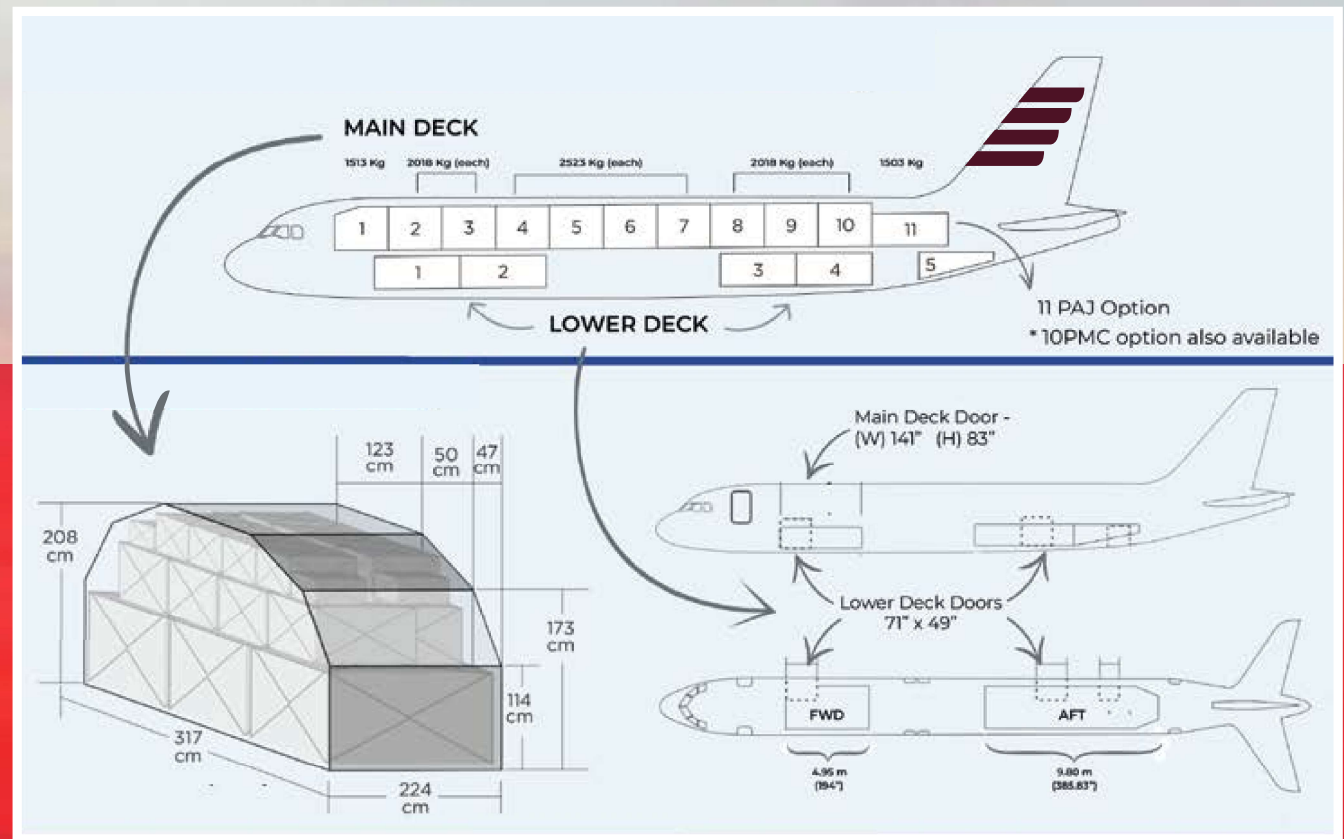 MAIN DECK
1513 Kg
2018 Kg (each)
2523 Kg (each)
2018 Kg (each)
1503 Kg
1
2
3
4
5
6
7
8
9
10
11
1
2
3
4
5
LOWER DECK
11 PAJ Option
* 10PMC option also available
123
cm
50
cm
47
cm
208
cm
173
cm
114
cm
317
cm
224
cm
Main Deck Door -
(W) 141” (H) 83”
Lower Deck Doors
71” x 49”
FWD
AFT
4.95 m
(194”)
9.80 m
(385.83”)